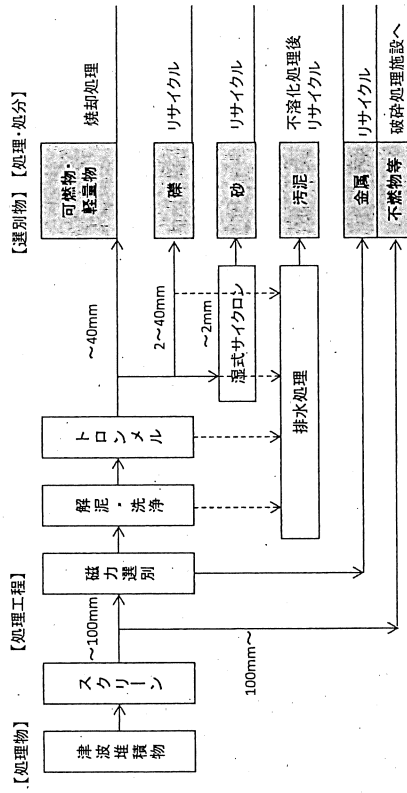 【処理物】
【処理工程】
【選別物】
【処理・処分】
津波堆積物
スクリーン
～100mm
100mm～
磁力選別
解泥・洗浄
トロンメル
～40mm
2～40mm
～2mm
湿式サイクロン
排水処理
可燃物・
軽量物
焼却処理
礫
リサイクル
砂
リサイクル
汚泥
不溶化処理後
リサイクル
金属
リサイクル
不燃物等
破砕処理施設へ